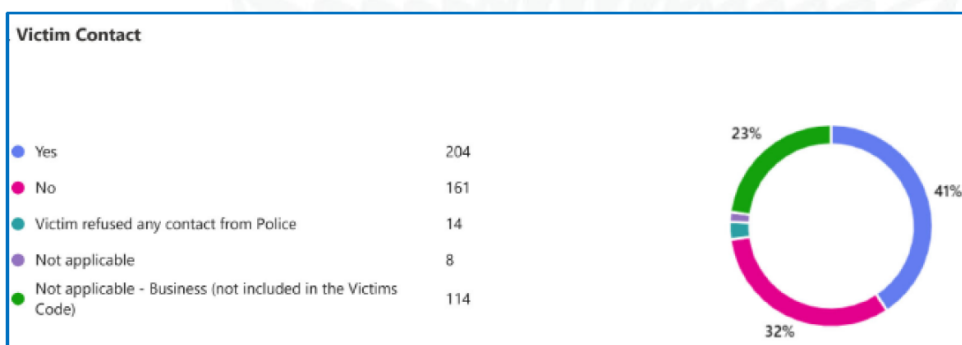 Victim Contact
Yes 204
No 161
Victim refused any contact from Police 14
Not applicable 8
Not applicable - Business (not included in the Victims
Code) 114
23%
41%
32%